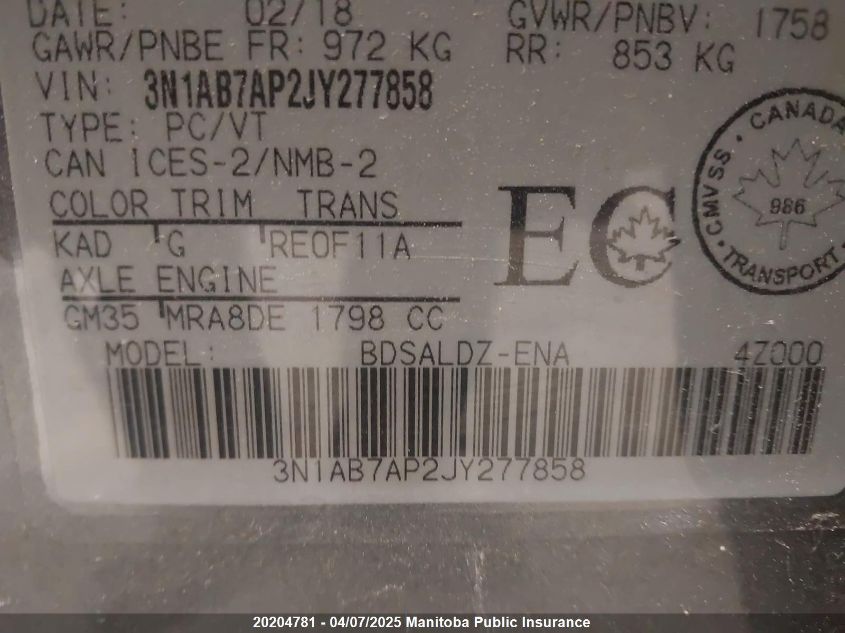 DATE: 02/18 GVWR/PNBV: 1758
GAWR/PNBE FR: 972 KG RR: 853 KG
VIN: 3N1AB7AP2JY277858
TYPE: PC/VT
CAN ICES-2/NMB-2
COLOR TRIM TRANS
KAD G RE0F11A
AXLE ENGINE
GM35 MRA8DE 1798 CC
EC
CANADA
CMVSS · 986
TRANSPORT
MODEL: BDSALDZ-ENA 4Z000
3N1AB7AP2JY277858
20204781 - 04/07/2025 Manitoba Public Insurance